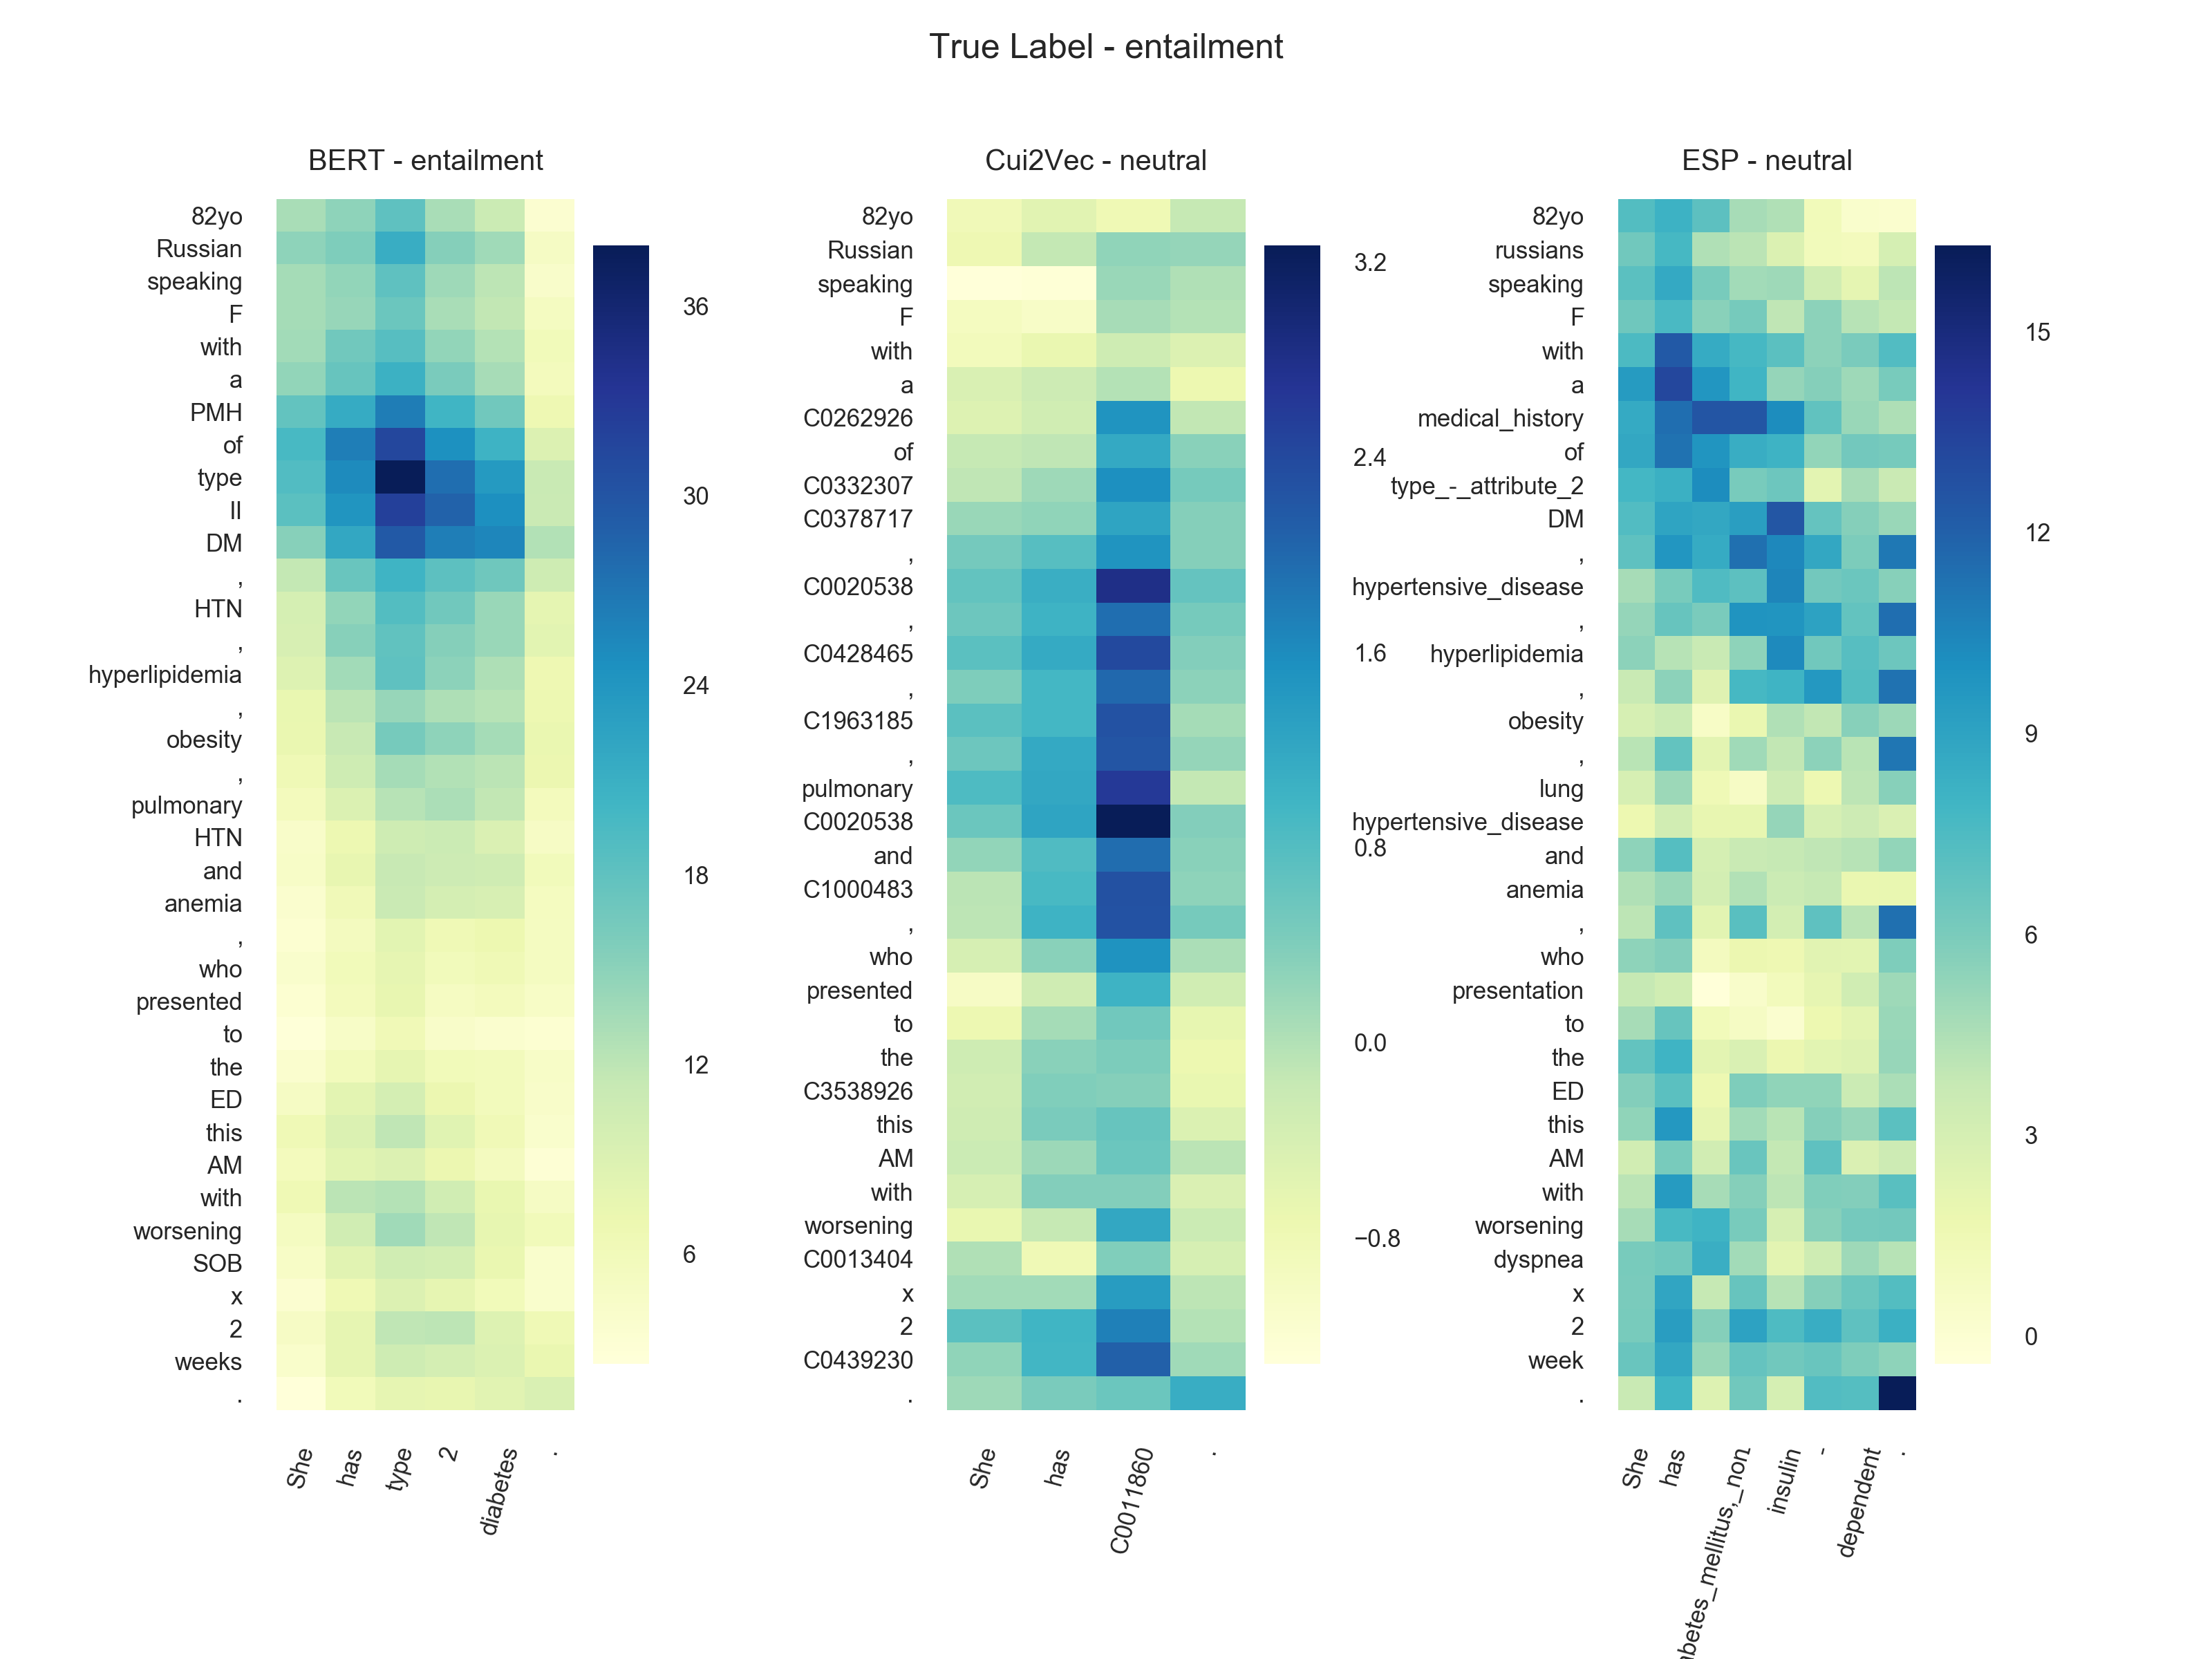 True Label - entailment
BERT - entailment
82yo
Russian
speaking
F
with
a
PMH
of
type
II
DM
,
HTN
,
hyperlipidemia
,
obesity
,
pulmonary
HTN
and
anemia
,
who
presented
to
the
ED
this
AM
with
worsening
SOB
x
2
weeks
.
She
has
type
2
diabetes
.
36
30
24
18
12
6
Cui2Vec - neutral
82yo
Russian
speaking
F
with
a
C0262926
of
C0332307
C0378717
,
C0020538
,
C0428465
,
C1963185
,
pulmonary
C0020538
and
C1000483
,
who
presented
to
the
C3538926
this
AM
with
worsening
C0013404
x
2
C0439230
.
She
has
C0011860
.
3.2
2.4
1.6
0.8
0.0
−0.8
ESP - neutral
82yo
russians
speaking
F
with
a
medical_history
of
type_-_attribute_2
DM
,
hypertensive_disease
,
hyperlipidemia
,
obesity
,
lung
hypertensive_disease
and
anemia
,
who
presentation
to
the
ED
this
AM
with
worsening
dyspnea
x
2
week
.
She
has
abetes_mellitus,_non
insulin
-
dependent
.
15
12
9
6
3
0